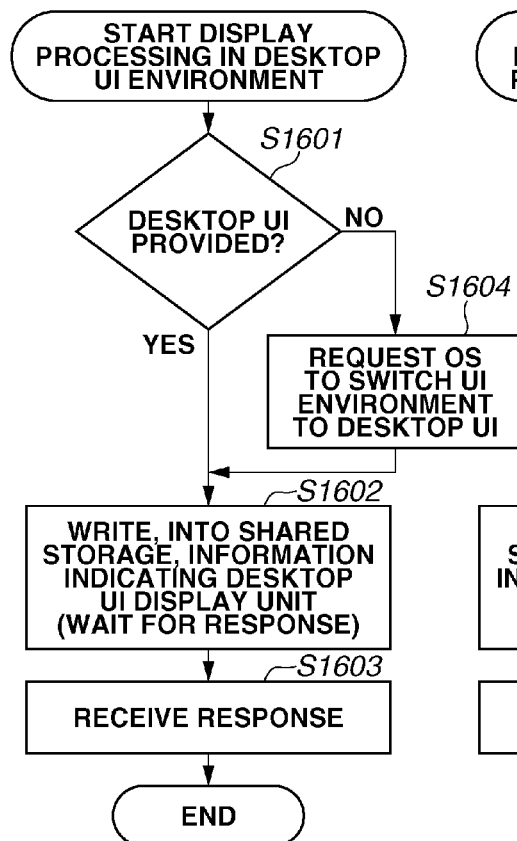 START DISPLAY
PROCESSING IN DESKTOP
UI ENVIRONMENT
S1601
DESKTOP UI
PROVIDED?
NO
YES
S1604
REQUEST OS
TO SWITCH UI
ENVIRONMENT
TO DESKTOP UI
S1602
WRITE, INTO SHARED
STORAGE, INFORMATION
INDICATING DESKTOP
UI DISPLAY UNIT
(WAIT FOR RESPONSE)
S1603
RECEIVE RESPONSE
END